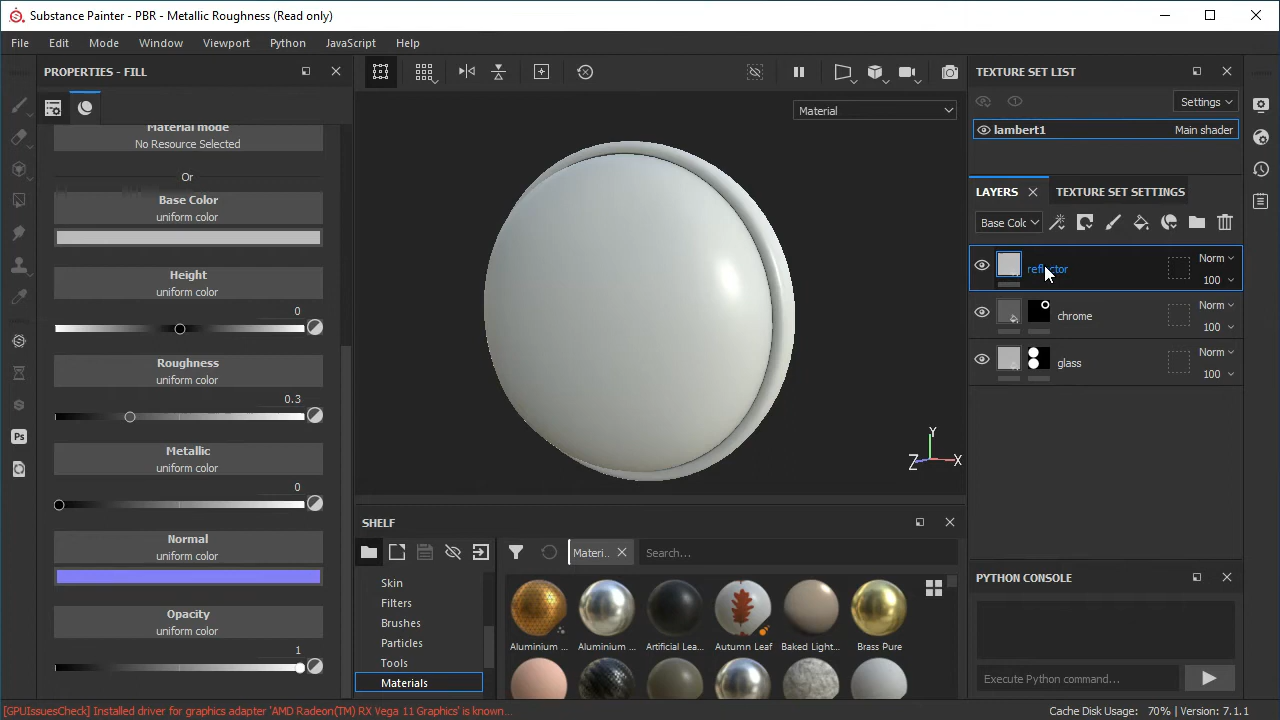 Substance Painter - PBR - Metallic Roughness (Read only)
File Edit Mode Window Viewport Python JavaScript Help
PROPERTIES - FILL
Material mode
No Resource Selected
Or
Base Color
uniform color
Height
uniform color
0
Roughness
uniform color
0.3
Metallic
uniform color
0
Normal
uniform color
Opacity
uniform color
1
Material
Y
Z X
SHELF
Materi.. Search...
Skin
Filters
Brushes
Particles
Tools
Materials
Aluminium ... Aluminium ... Artificial Lea... Autumn Leaf Baked Light... Brass Pure
TEXTURE SET LIST
Settings
lambert1 Main shader
LAYERS TEXTURE SET SETTINGS
Base Colo
reflector Norm
100
chrome Norm
100
glass Norm
100
PYTHON CONSOLE
Execute Python command...
[GPUIssuesCheck] Installed driver for graphics adapter 'AMD Radeon(TM) RX Vega 11 Graphics' is known...
Cache Disk Usage: 70% | Version: 7.1.1